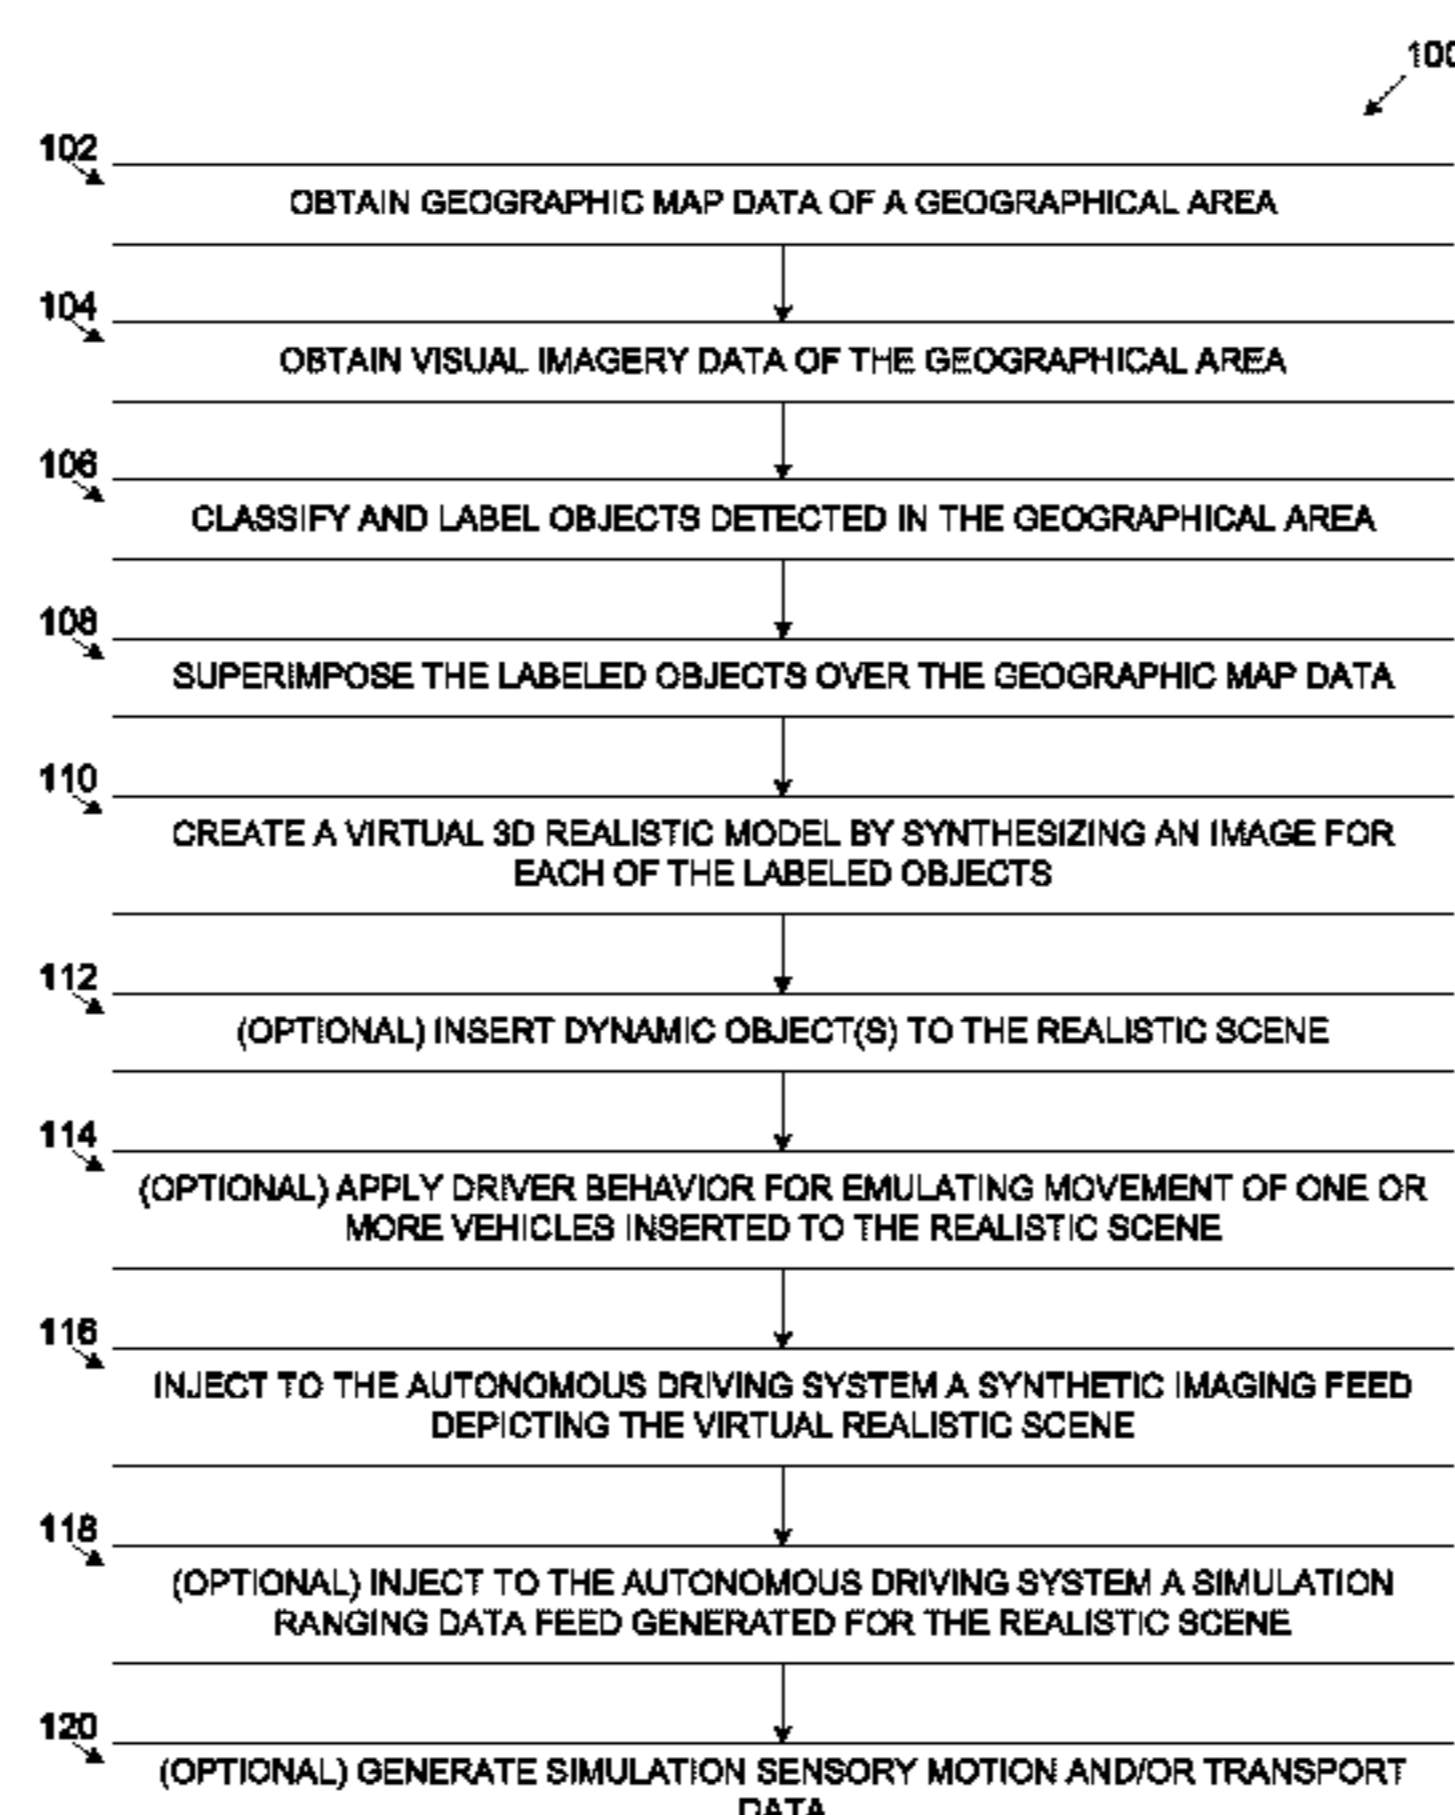 100
102
OBTAIN GEOGRAPHIC MAP DATA OF A GEOGRAPHICAL AREA
104
OBTAIN VISUAL IMAGERY DATA OF THE GEOGRAPHICAL AREA
106
CLASSIFY AND LABEL OBJECTS DETECTED IN THE GEOGRAPHICAL AREA
108
SUPERIMPOSE THE LABELED OBJECTS OVER THE GEOGRAPHIC MAP DATA
110
CREATE A VIRTUAL 3D REALISTIC MODEL BY SYNTHESIZING AN IMAGE FOR
EACH OF THE LABELED OBJECTS
112
(OPTIONAL) INSERT DYNAMIC OBJECT(S) TO THE REALISTIC SCENE
114
(OPTIONAL) APPLY DRIVER BEHAVIOR FOR EMULATING MOVEMENT OF ONE OR
MORE VEHICLES INSERTED TO THE REALISTIC SCENE
116
INJECT TO THE AUTONOMOUS DRIVING SYSTEM A SYNTHETIC IMAGING FEED
DEPICTING THE VIRTUAL REALISTIC SCENE
118
(OPTIONAL) INJECT TO THE AUTONOMOUS DRIVING SYSTEM A SIMULATION
RANGING DATA FEED GENERATED FOR THE REALISTIC SCENE
120
(OPTIONAL) GENERATE SIMULATION SENSORY MOTION AND/OR TRANSPORT
DATA